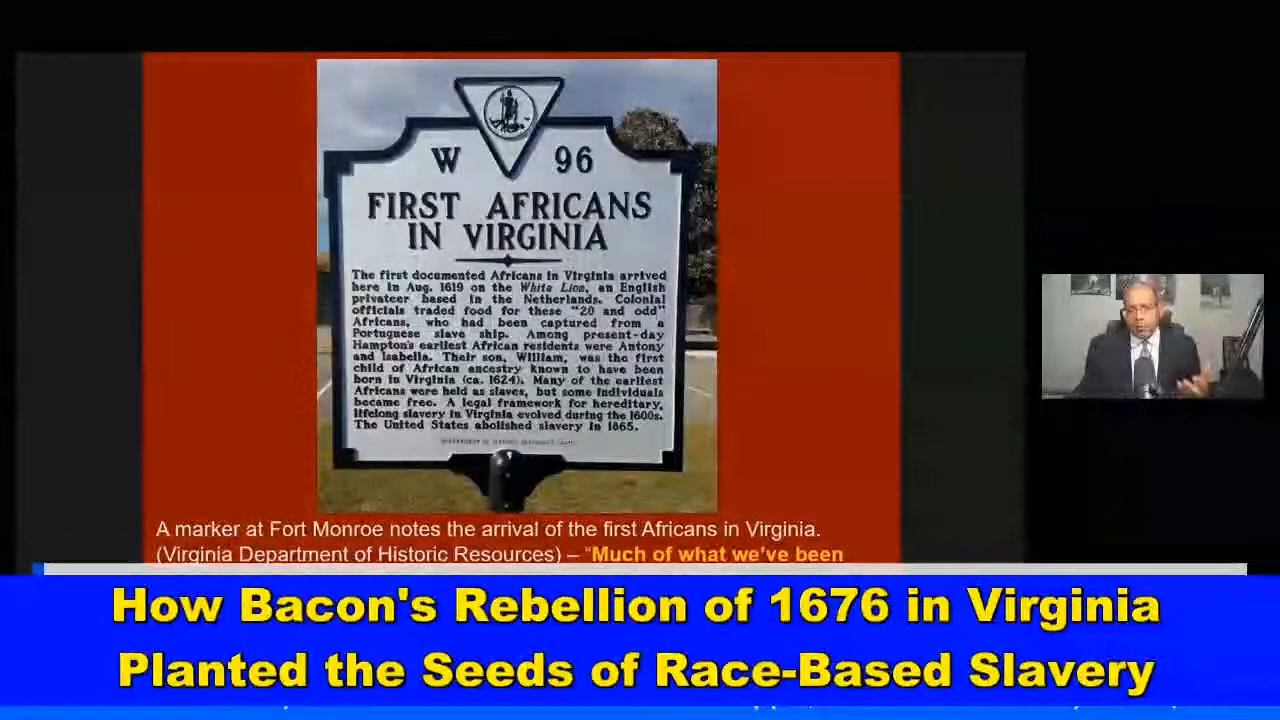 W 96
FIRST AFRICANS
IN VIRGINIA
The first documented Africans in Virginia arrived
here in Aug. 1619 on the White Lion, an English
privateer based in the Netherlands. Colonial
officials traded food for these "20 and odd"
Africans, who had been captured from a
Portuguese slave ship. Among present-day
Hampton's earliest African residents were Antony
and Isabella. Their son, William, was the first
child of African ancestry known to have been
born in Virginia (ca. 1624). Many of the earliest
Africans were held as slaves, but some individuals
became free. A legal framework for hereditary,
lifelong slavery in Virginia evolved during the 1600s.
The United States abolished slavery in 1865.
A marker at Fort Monroe notes the arrival of the first Africans in Virginia.
(Virginia Department of Historic Resources) – "Much of what we've been
How Bacon's Rebellion of 1676 in Virginia
Planted the Seeds of Race-Based Slavery